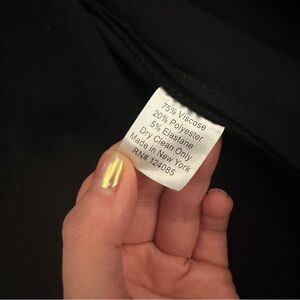 75% Viscose
20% Polyester
5% Elastane
Dry Clean Only
Made in New York
RN# 124085